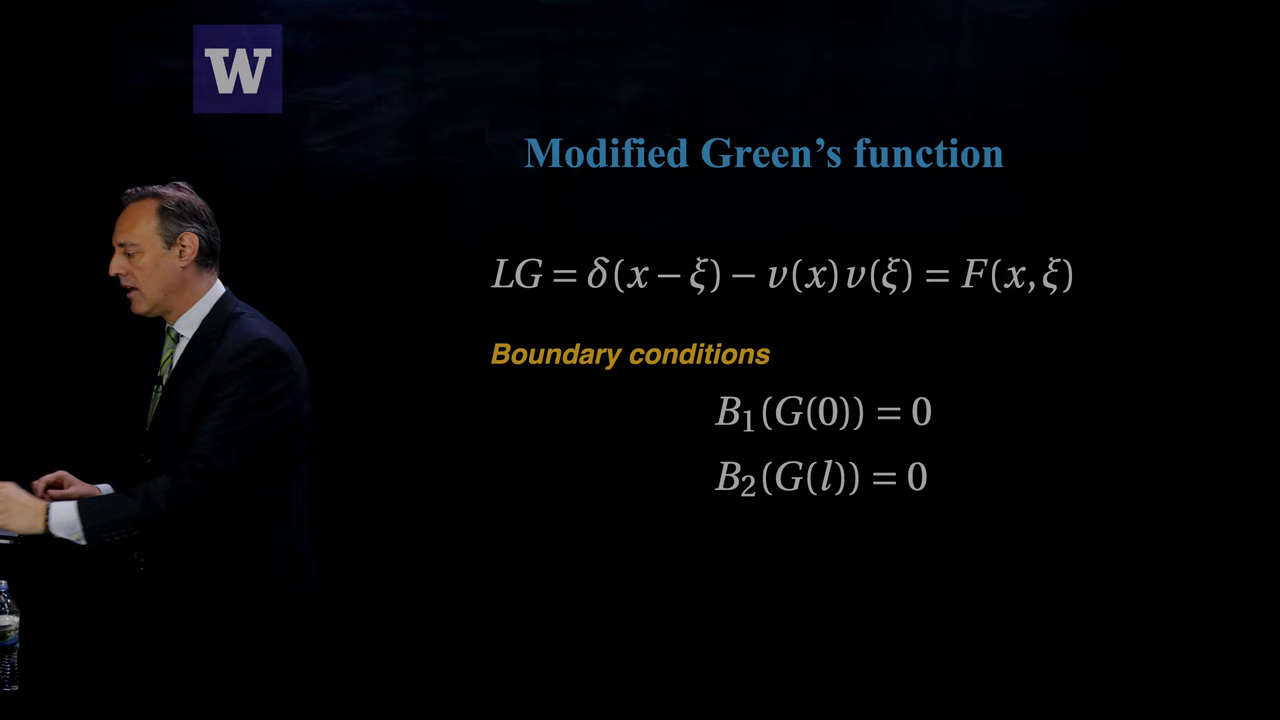 W
Modified Green's function
LG = δ(x − ξ) − v(x)v(ξ) = F(x, ξ)
Boundary conditions
B₁(G(0)) = 0
B₂(G(l)) = 0